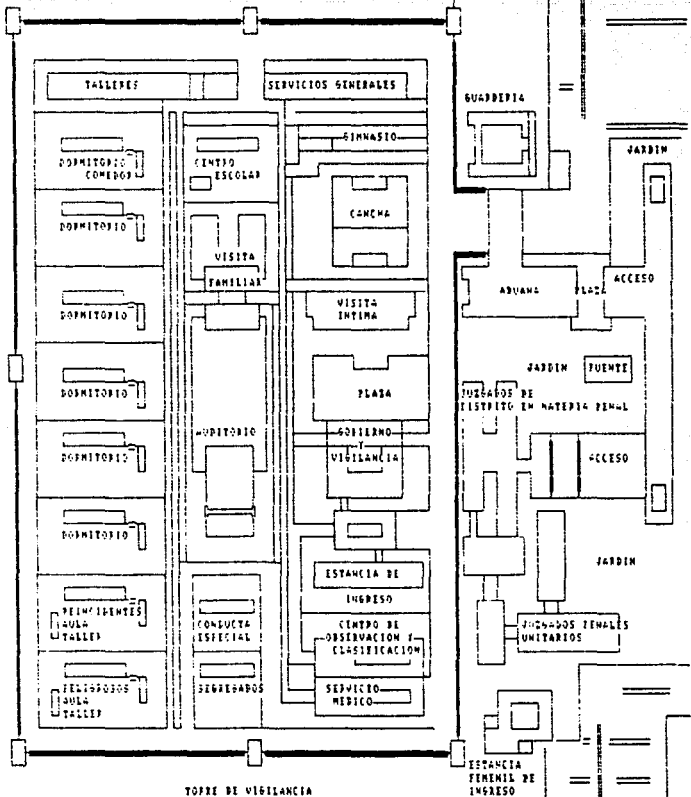 TALLERES
SERVICIOS GENERALES
GUARDERIA
GIMNASIO
JARDIN
DORMITORIO
COMEDOR
CENTRO
ESCOLAR
CANCHA
DORMITORIO
VISITA
FAMILIAR
ADUANA
PLAZA
ACCESO
DORMITORIO
VISITA
INTIMA
JARDIN
FUENTE
DORMITORIO
PLAZA
JUZGADOS DE
DISTRITO EN MATERIA PENAL
AUDITORIO
GOBIERNO
Y
VIGILANCIA
DORMITORIO
ACCESO
DORMITORIO
JARDIN
ESTANCIA DE
INGRESO
REINCIDENTES
AULA
TALLER
CONDUCTA
ESPECIAL
CENTRO DE
OBSERVACION Y
CLASIFICACION
JUZGADOS PENALES
UNITARIOS
PELIGROSOS
AULA
TALLER
SEGREGADOS
SERVICIO
MEDICO
ESTANCIA
FEMENIL DE
INGRESO
TORRE DE VIGILANCIA